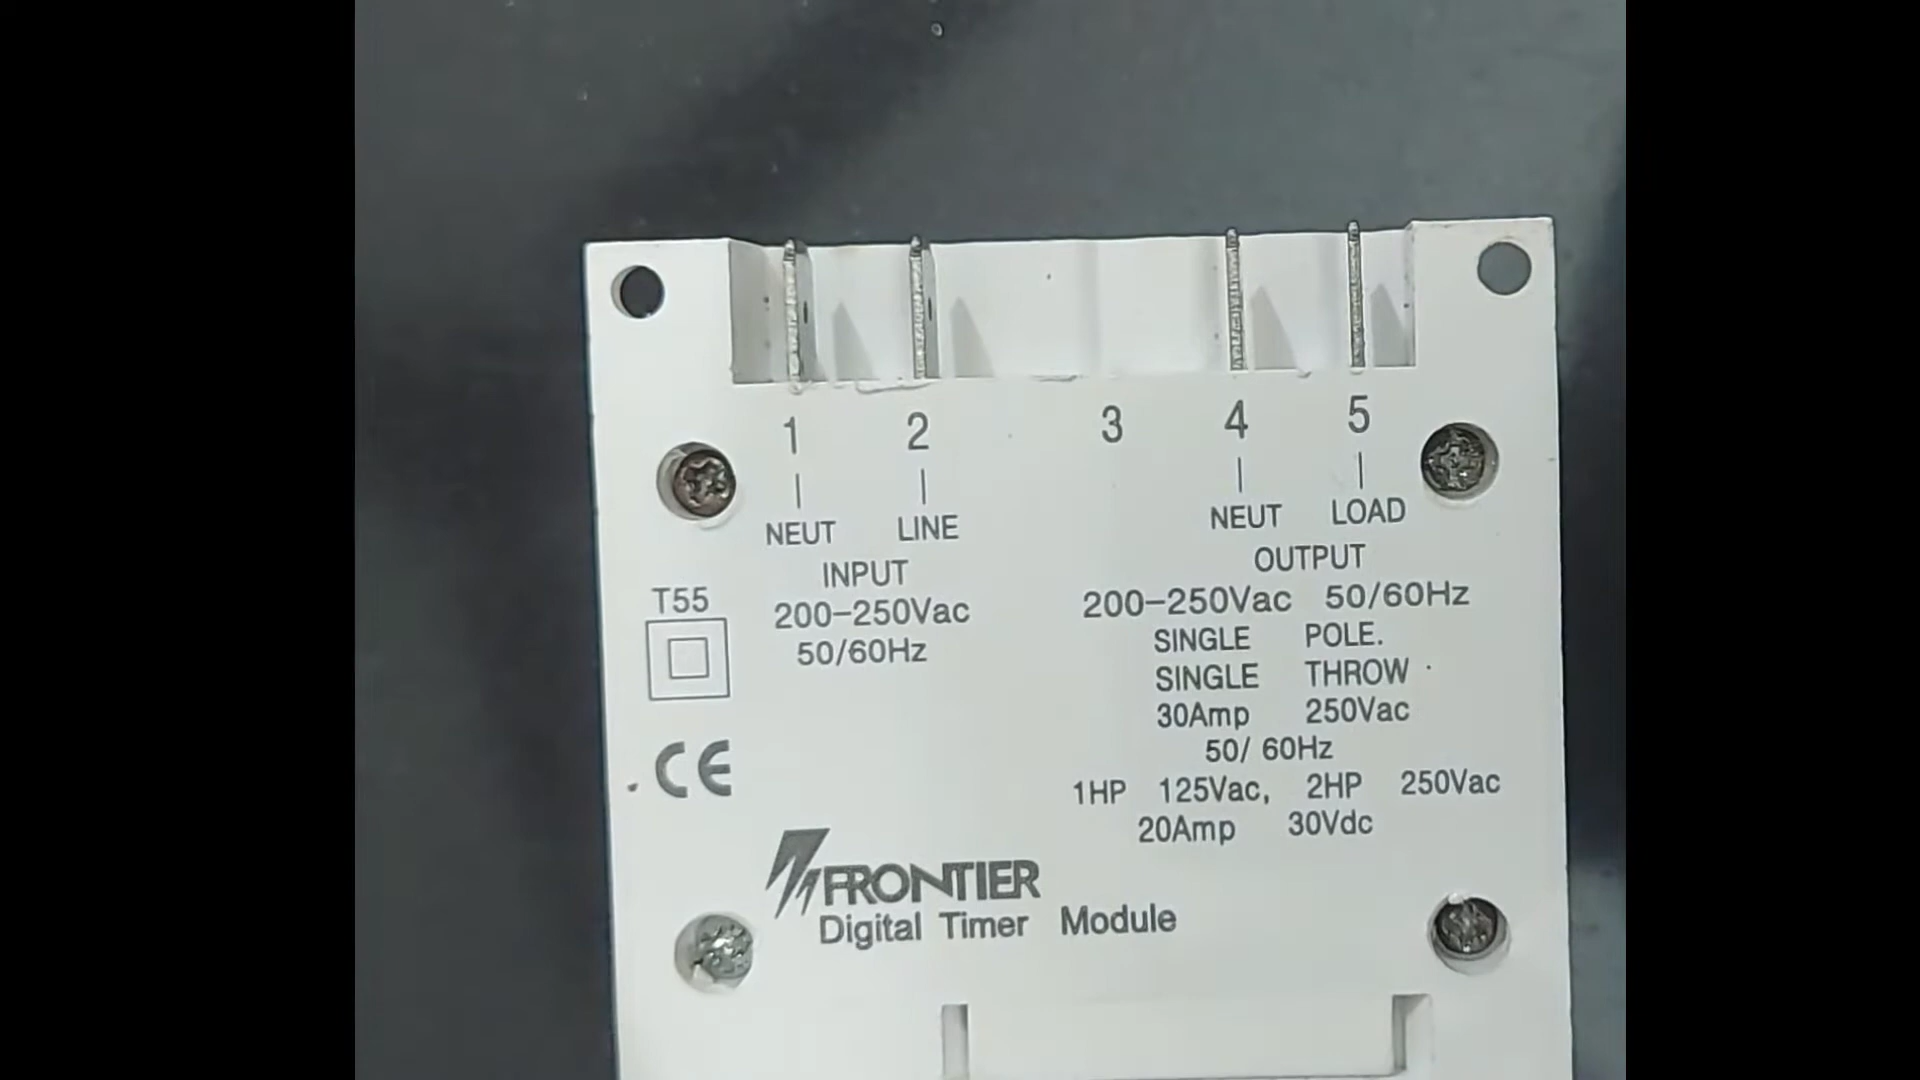 1 2 3 4 5
NEUT LINE NEUT LOAD
INPUT OUTPUT
T55 200-250Vac 200-250Vac 50/60Hz
50/60Hz SINGLE POLE.
SINGLE THROW
30Amp 250Vac
50/ 60Hz
CE 1HP 125Vac, 2HP 250Vac
20Amp 30Vdc
FRONTIER
Digital Timer Module